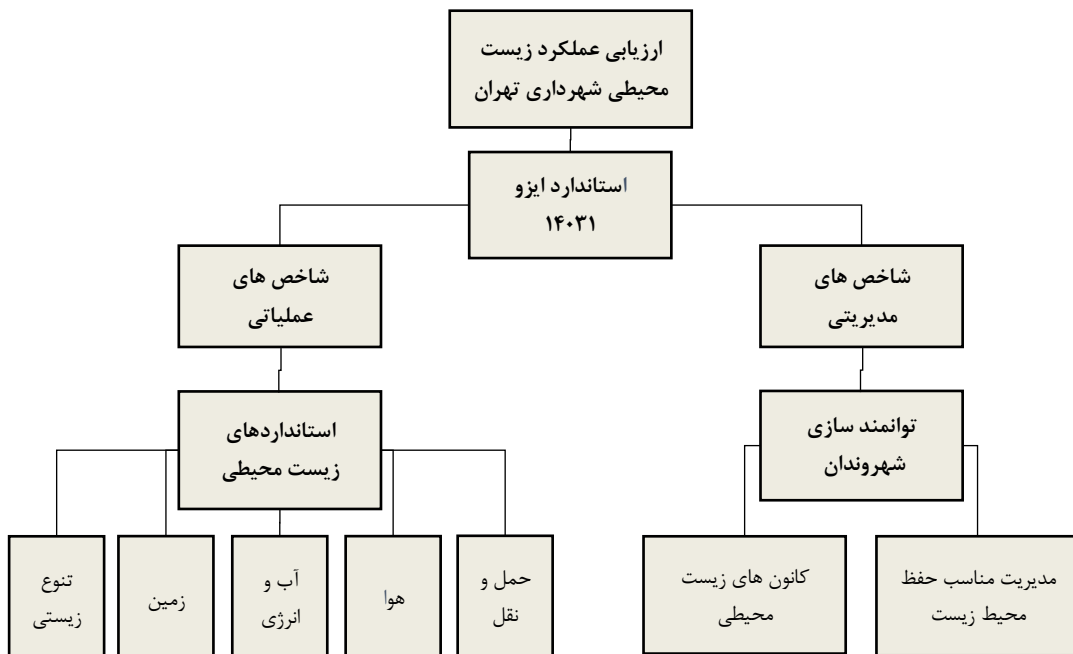 ارزیابی عملکرد زیست
محیطی شهرداری تهران
استاندارد ایزو
۱۴۰۳۱
شاخص های
مدیریتی
شاخص های
عملیاتی
توانمند سازی
شهروندان
استانداردهای
زیست محیطی
مدیریت مناسب حفظ
محیط زیست
کانون های زیست
محیطی
حمل و
نقل
هوا
آب و
انرژی
زمین
تنوع
زیستی